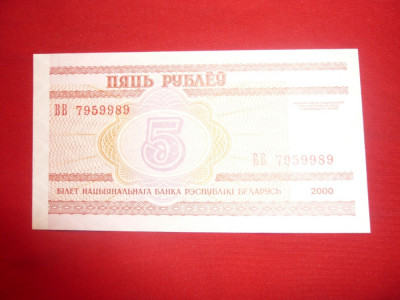 ПЯЦЬ РУБЛЁЎ
ВВ 7959989
5
ВВ 7959989
БІЛЕТ НАЦЫЯНАЛЬНАГА БАНКА РЭСПУБЛІКІ БЕЛАРУСЬ
2000